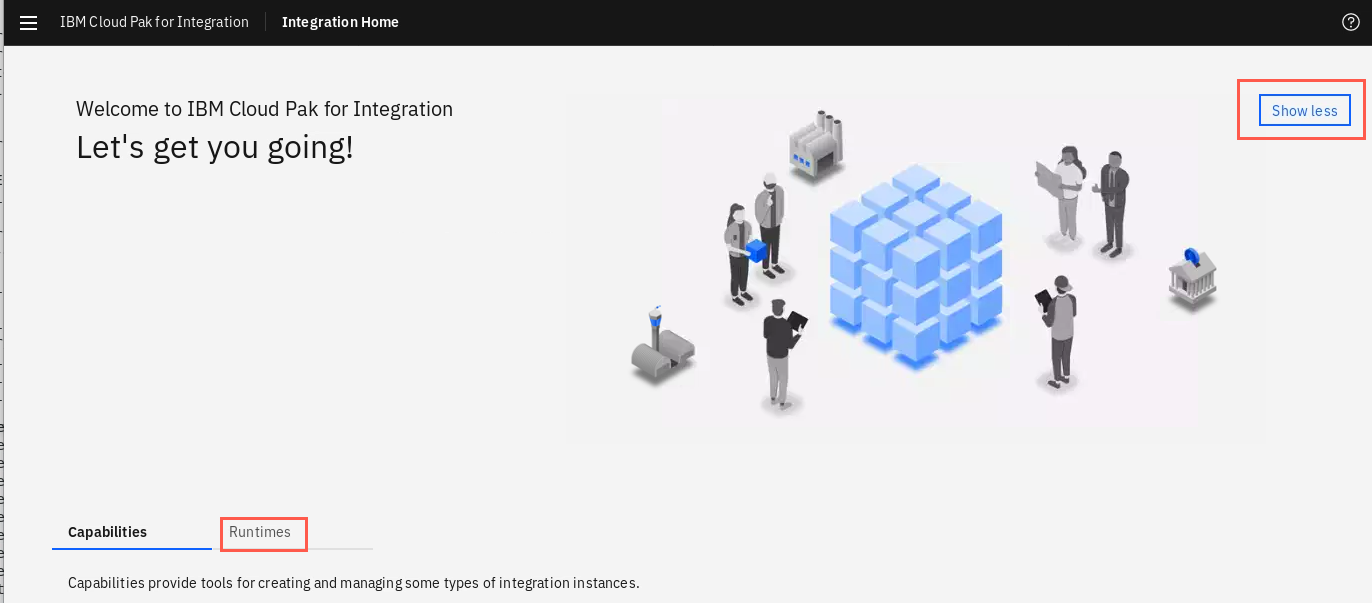 IBM Cloud Pak for Integration
Integration Home
Show less
Welcome to IBM Cloud Pak for Integration
Let's get you going!
Capabilities
Runtimes
Capabilities provide tools for creating and managing some types of integration instances.